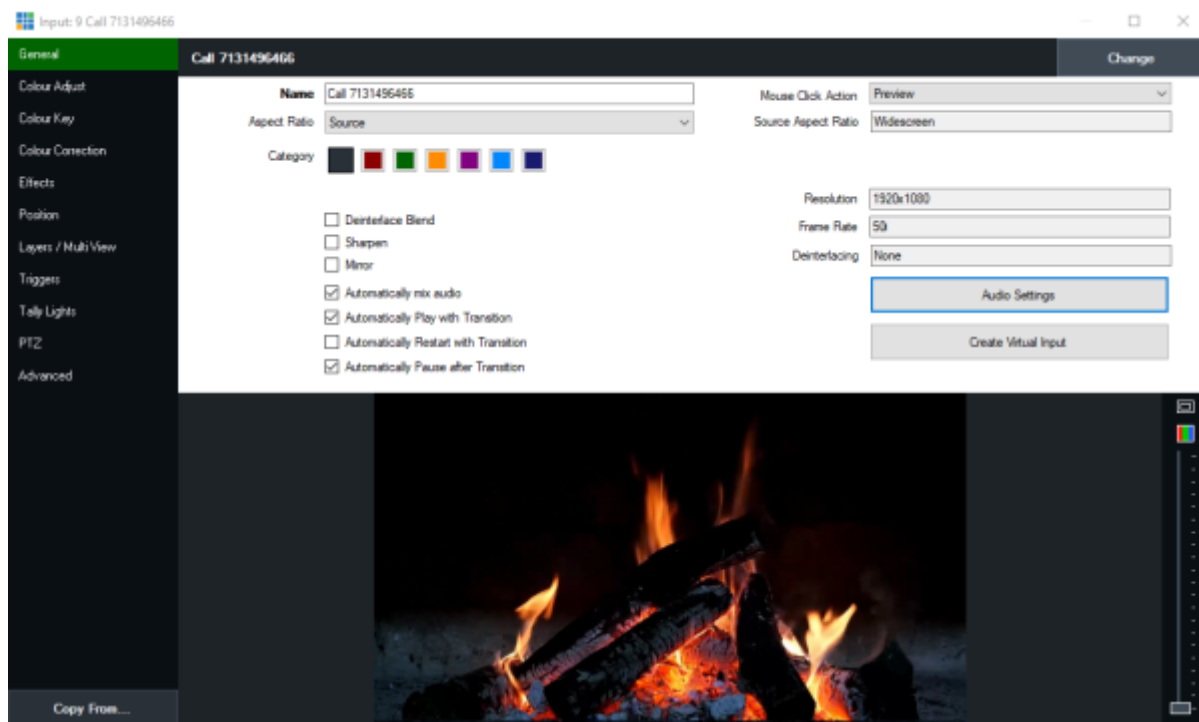 Input: 9 Call 7131496466
General
Colour Adjust
Colour Key
Colour Correction
Effects
Position
Layers / Multi View
Triggers
Tally Lights
PTZ
Advanced
Copy From...
Call 7131496466
Change
Name Call 7131496466
Aspect Ratio Source
Category
Deinterlace Blend
Sharpen
Mirror
Automatically mix audio
Automatically Play with Transition
Automatically Restart with Transition
Automatically Pause after Transition
Mouse Click Action Preview
Source Aspect Ratio Widescreen
Resolution 1920x1080
Frame Rate 50i
Deinterlacing None
Audio Settings
Create Virtual Input